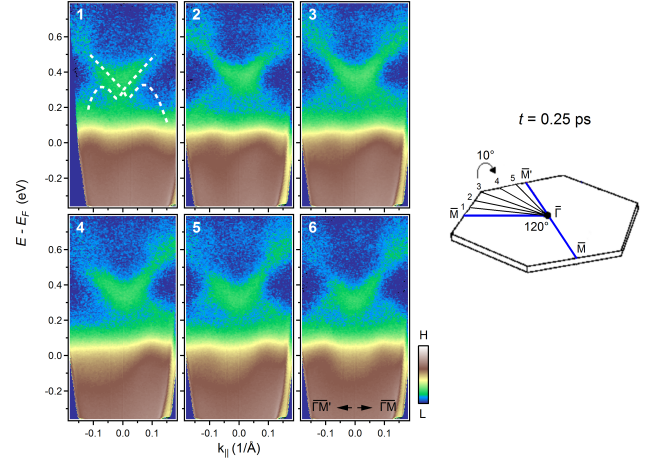 1
2
3
4
5
6
0.6
0.4
0.2
0.0
-0.2
0.6
0.4
0.2
0.0
-0.2
E - E_F (eV)
-0.1 0.0 0.1
-0.1 0.0 0.1
-0.1 0.0 0.1
k|| (1/Å)
Γ̅M̅' Γ̅M̅
H
L
t = 0.25 ps
10°
M̅'
5
4
3
2
1
M̅
Γ̅
120°
M̅